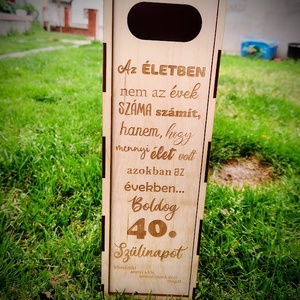 Az ÉLETBEN
nem az évek
SZÁMA számít,
hanem, hogy
mennyi élet volt
azokban az
években...
Boldog
40.
Szülinapot